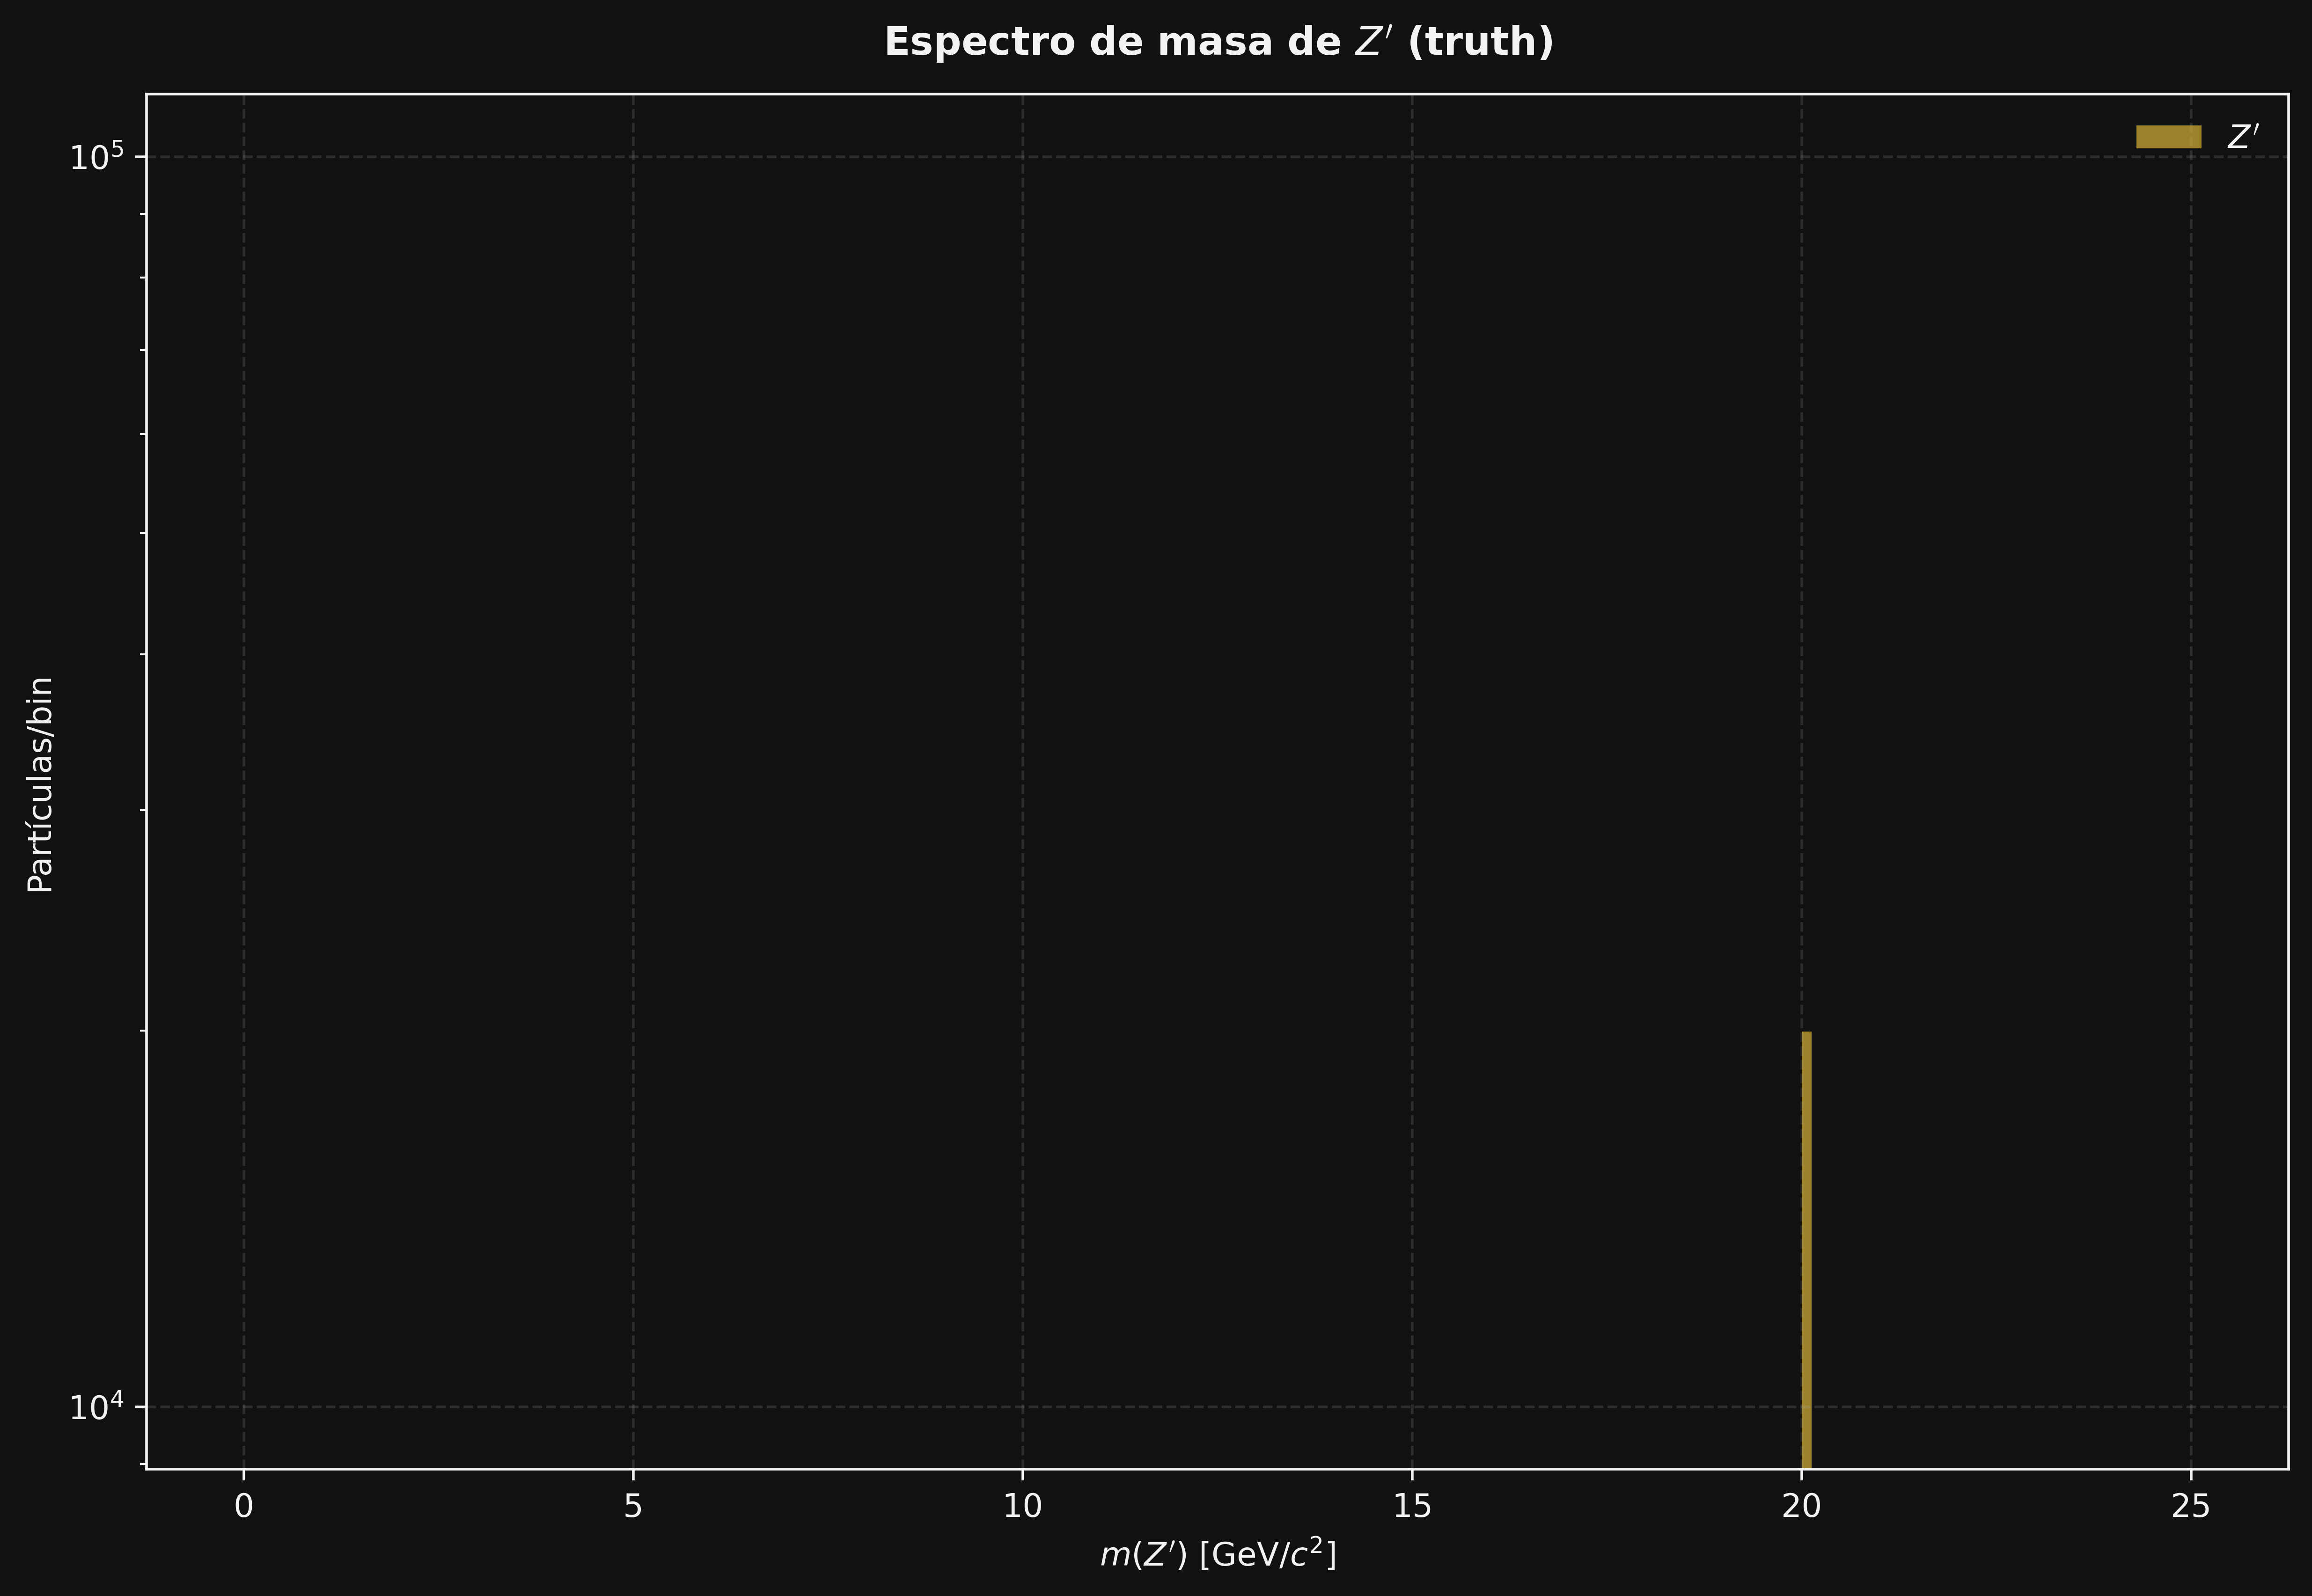 Espectro de masa de Z′ (truth)
Z′
10⁵
10⁴
Partículas/bin
0 5 10 15 20 25
m(Z′) [GeV/c²]